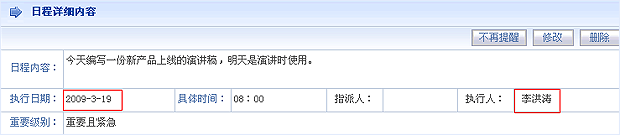 日程详细内容
不再提醒 修改 删除
日程内容: 今天编写一份新产品上线的演讲稿,明天是演讲时使用。
执行日期: 2009-3-19 具体时间: 08:00 指派人: 执行人: 李洪涛
重要级别: 重要且紧急